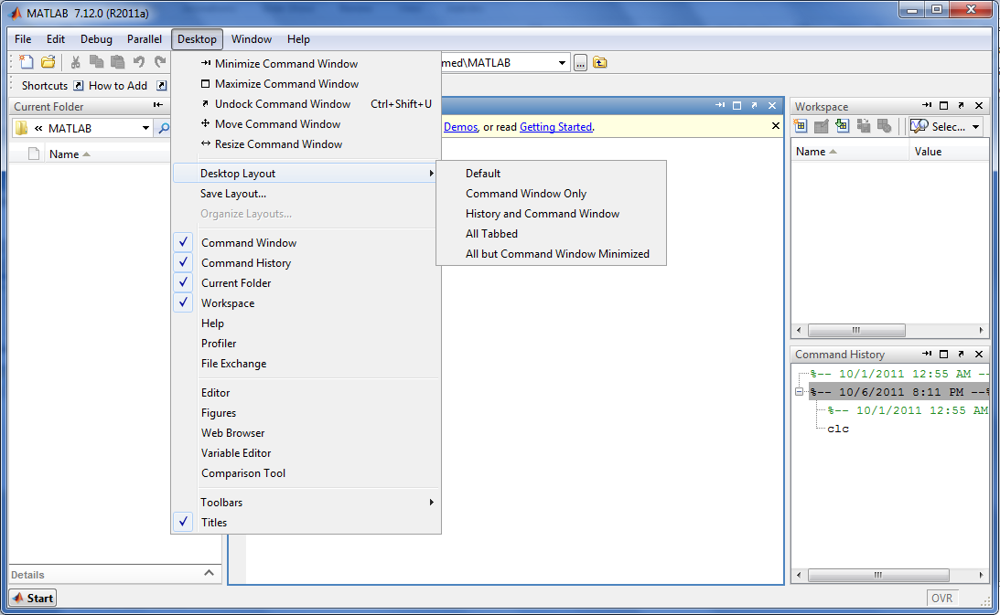 MATLAB 7.12.0 (R2011a)
File Edit Debug Parallel Desktop Window Help
med\MATLAB
Shortcuts How to Add
Minimize Command Window
Maximize Command Window
Undock Command Window Ctrl+Shift+U
Move Command Window
Resize Command Window
Desktop Layout
Save Layout...
Organize Layouts...
Command Window
Command History
Current Folder
Workspace
Help
Profiler
File Exchange
Editor
Figures
Web Browser
Variable Editor
Comparison Tool
Toolbars
Titles
Default
Command Window Only
History and Command Window
All Tabbed
All but Command Window Minimized
Current Folder
« MATLAB
Name
Details
Demos, or read Getting Started.
Workspace
Selec...
Name Value
Command History
%-- 10/1/2011 12:55 AM --
%-- 10/6/2011 8:11 PM --%
%-- 10/1/2011 12:55 AM
clc
Start
OVR